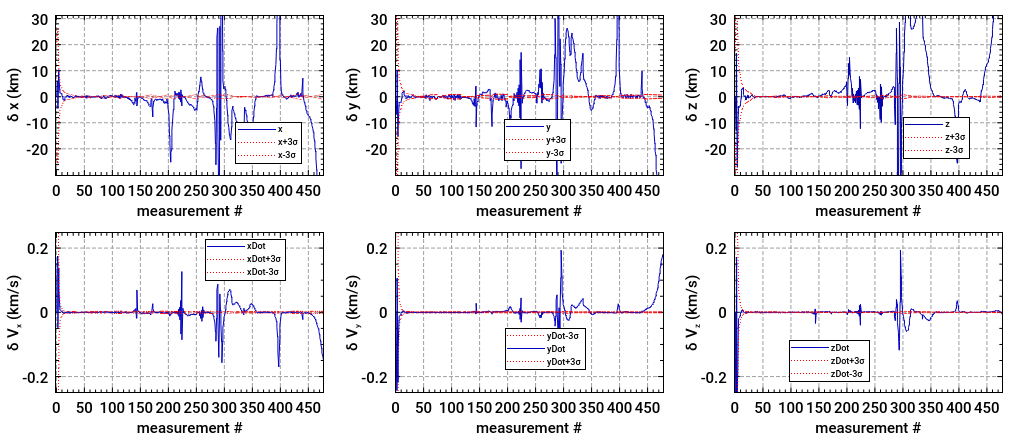 δ x (km)
30
20
10
0
-10
-20
x
x+3σ
x-3σ
0 50 100 150 200 250 300 350 400 450
measurement #
δ y (km)
30
20
10
0
-10
-20
y
y+3σ
y-3σ
0 50 100 150 200 250 300 350 400 450
measurement #
δ z (km)
30
20
10
0
-10
-20
z
z+3σ
z-3σ
0 50 100 150 200 250 300 350 400 450
measurement #
δ Vx (km/s)
0.2
0
-0.2
xDot
xDot+3σ
xDot-3σ
0 50 100 150 200 250 300 350 400 450
measurement #
δ Vy (km/s)
0.2
0
-0.2
yDot-3σ
yDot
yDot+3σ
0 50 100 150 200 250 300 350 400 450
measurement #
δ Vz (km/s)
0.2
0
-0.2
zDot
zDot+3σ
zDot-3σ
0 50 100 150 200 250 300 350 400 450
measurement #